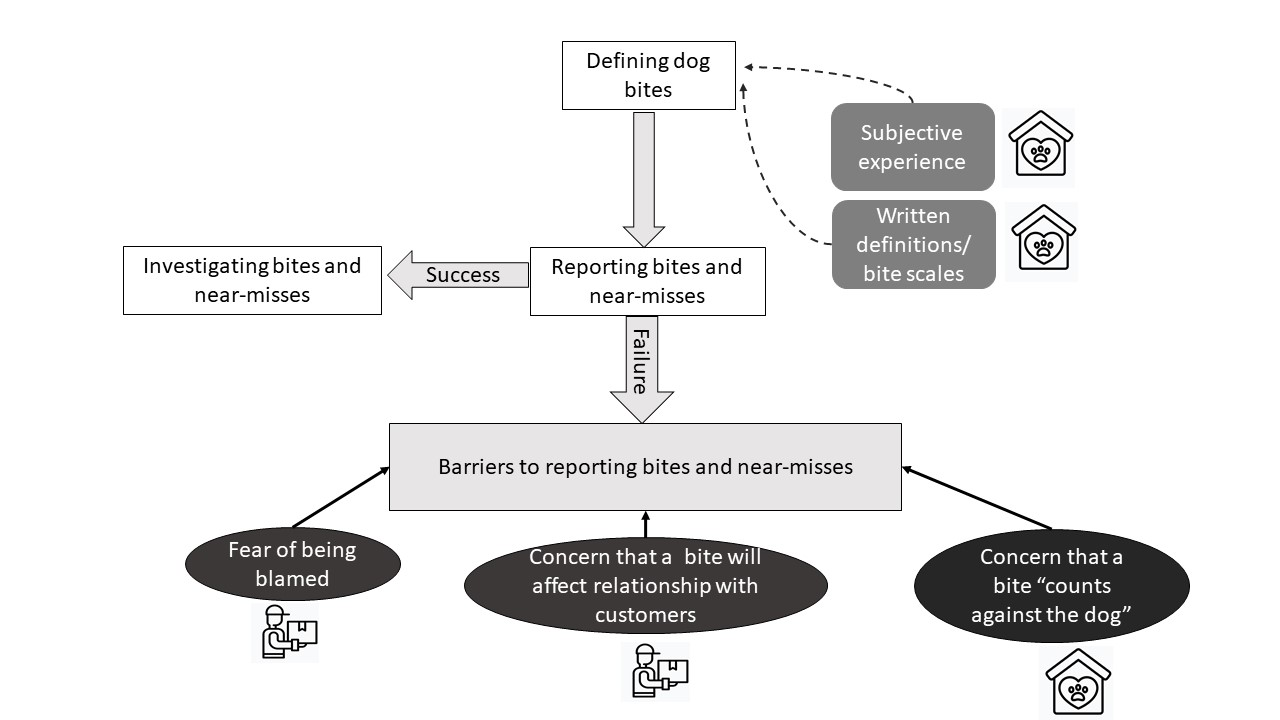 Defining dog
bites
Subjective
experience
Written
definitions/
bite scales
Investigating bites and
near-misses
Success
Reporting bites and
near-misses
Failure
Barriers to reporting bites and near-misses
Fear of being
blamed
Concern that a  bite will
affect relationship with
customers
Concern that a
bite “counts
against the dog”